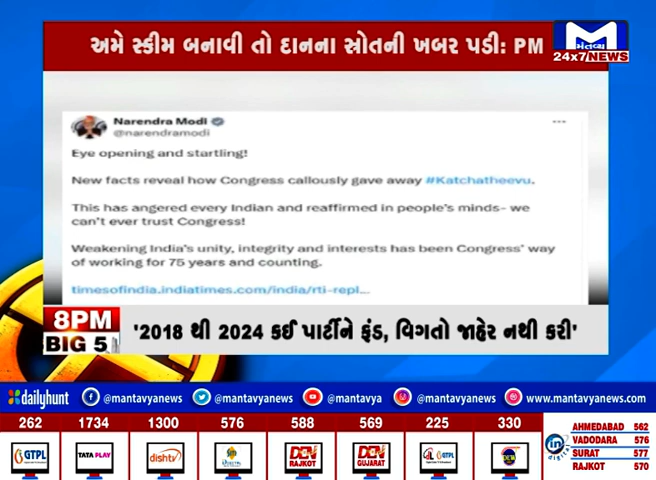 અમે સ્કીમ બનાવી તો દાનના સ્રોતની ખબર પડી: PM
મંતવ્ય
24x7 NEWS
Narendra Modi
@narendramodi
Eye opening and startling!
New facts reveal how Congress callously gave away #Katchatheevu.
This has angered every Indian and reaffirmed in people's minds- we
can't ever trust Congress!
Weakening India's unity, integrity and interests has been Congress' way
of working for 75 years and counting.
timesofindia.indiatimes.com/india/rti-repl...
8PM
BIG 5
'2018 થી 2024 કઈ પાર્ટીને ફંડ, વિગતો જાહેર નથી કરી'
dailyhunt @mantavyanews @mantavyanews @mantavya @mantavyanews www.mantavyanews.com
262 1734 1300 576 588 569 225 330
GTPL TATA PLAY dishtv DEN RAJKOT DEN GUJARAT GTPL
in digital
AHMEDABAD 562
VADODARA 576
SURAT 577
RAJKOT 570